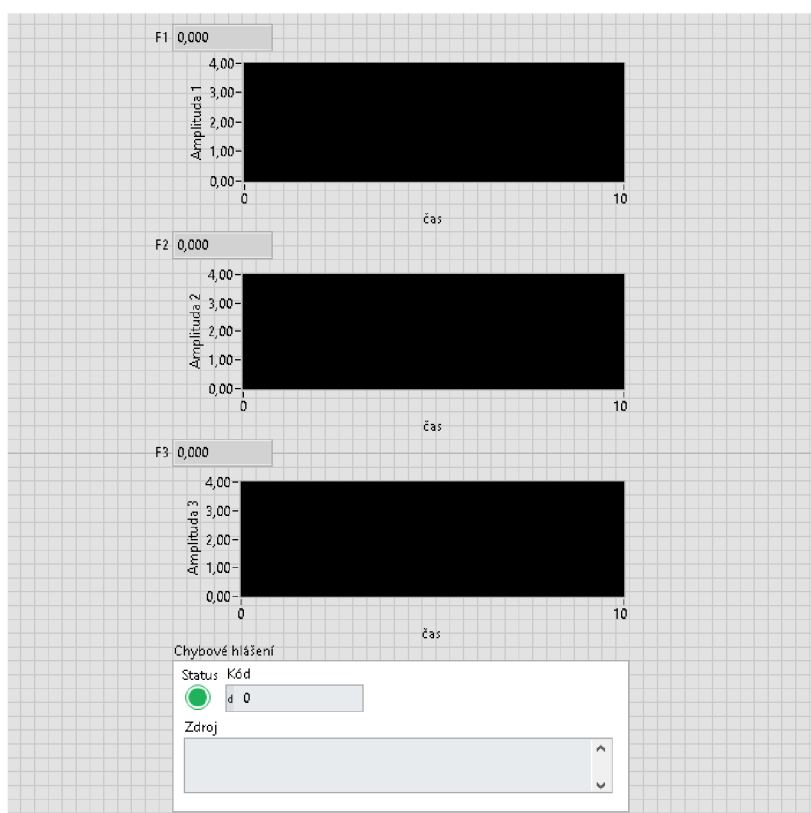 F1 0,000
4,00
3,00
2,00
1,00
0,00
Amplituda 1
0 10
čas
F2 0,000
4,00
3,00
2,00
1,00
0,00
Amplituda 2
0 10
čas
F3 0,000
4,00
3,00
2,00
1,00
0,00
Amplituda 3
0 10
čas
Chybové hlášení
Status Kód
d 0
Zdroj